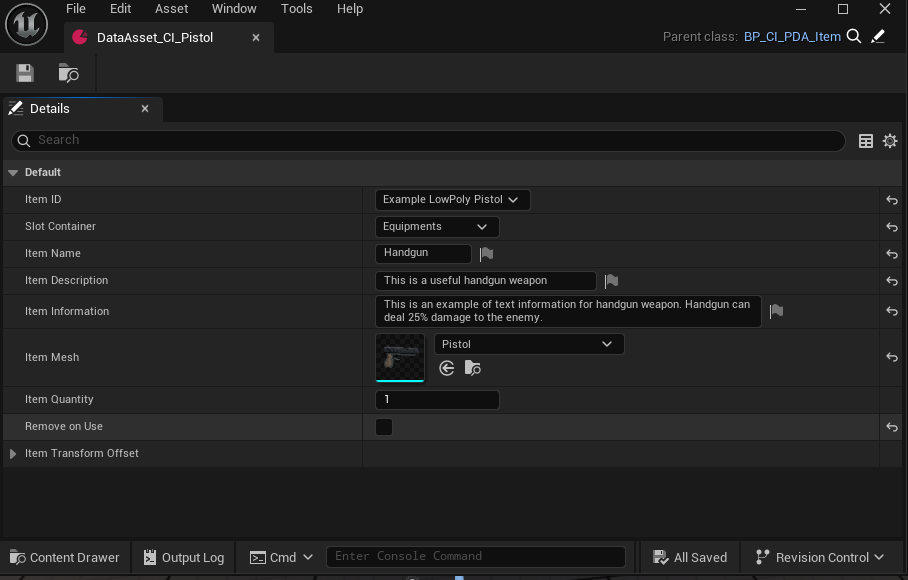 File Edit Asset Window Tools Help
DataAsset_CI_Pistol
Parent class: BP_CI_PDA_Item
Details
Search
Default
Item ID
Example LowPoly Pistol
Slot Container
Equipments
Item Name
Handgun
Item Description
This is a useful handgun weapon
Item Information
This is an example of text information for handgun weapon. Handgun can
deal 25% damage to the enemy.
Item Mesh
Pistol
Item Quantity
1
Remove on Use
Item Transform Offset
Content Drawer
Output Log
Cmd
Enter Console Command
All Saved
Revision Control